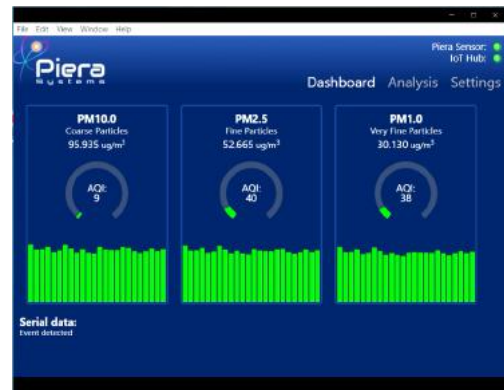 File Edit View Window Help
Piera Sensor:
IoT Hub:
Piera
Systems
Dashboard Analysis Settings
PM10.0
Coarse Particles
95.935 ug/m³
AQI:
9
PM2.5
Fine Particles
52.665 ug/m³
AQI:
40
PM1.0
Very Fine Particles
30.130 ug/m³
AQI:
38
Serial data:
Event detected